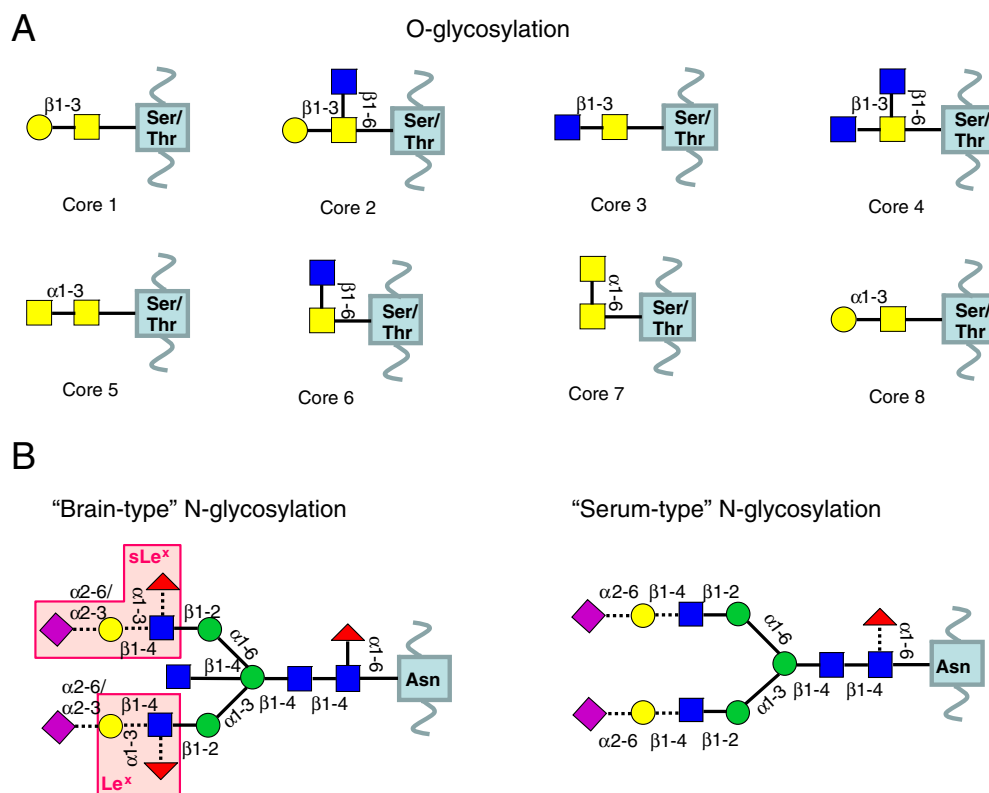 A
O-glycosylation
β1-3
Ser/
Thr
Core 1
β1-3
β1-6
Ser/
Thr
Core 2
β1-3
Ser/
Thr
Core 3
β1-3
β1-6
Ser/
Thr
Core 4
α1-3
Ser/
Thr
Core 5
β1-6
Ser/
Thr
Core 6
α1-6
Ser/
Thr
Core 7
α1-3
Ser/
Thr
Core 8
B
“Brain-type” N-glycosylation
sLeˣ
α2-6/
α2-3
α1-3
β1-4
β1-2
α1-6
β1-4
α1-6
Asn
β1-4
β1-4
α2-6/
α2-3
β1-4
α1-3
β1-2
α1-3
Leˣ
“Serum-type” N-glycosylation
α2-6
β1-4
β1-2
α1-6
α1-6
Asn
β1-4
β1-4
α1-3
α2-6
β1-4
β1-2